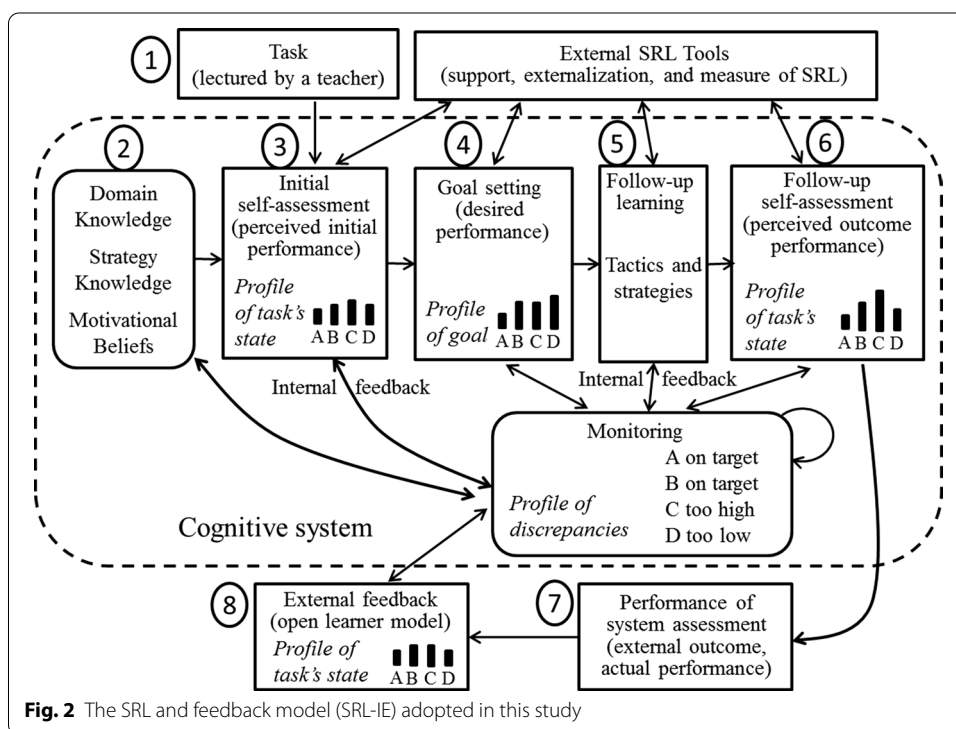 1
Task
(lectured by a teacher)
External SRL Tools
(support, externalization, and measure of SRL)
2
Domain
Knowledge
Strategy
Knowledge
Motivational
Beliefs
3
Initial
self-assessment
(perceived initial
performance)
Profile
of task's
state
A B C D
4
Goal setting
(desired
performance)
Profile
of goal
A B C D
5
Follow-up
learning
Tactics and
strategies
6
Follow-up
self-assessment
(perceived outcome
performance)
Profile of
task's
state
A B C D
Internal feedback
Internal feedback
Monitoring
A on target
B on target
C too high
D too low
Profile of
discrepancies
Cognitive system
8
External feedback
(open learner model)
Profile of
task's state
A B C D
7
Performance of
system assessment
(external outcome,
actual performance)
Fig. 2 The SRL and feedback model (SRL-IE) adopted in this study